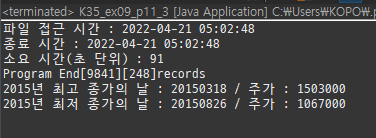 <terminated> K35_ex09_p11_3 [Java Application] C:₩Users₩KOPO₩.p
파일 접근 시간 : 2022-04-21 05:02:48
종료 시간 : 2022-04-21 05:02:48
소요 시간(초 단위) : 91
Program End[9841][248]records
2015년 최고 종가의 날 : 20150318 / 주가 : 1503000
2015년 최저 종가의 날 : 20150826 / 주가 : 1067000